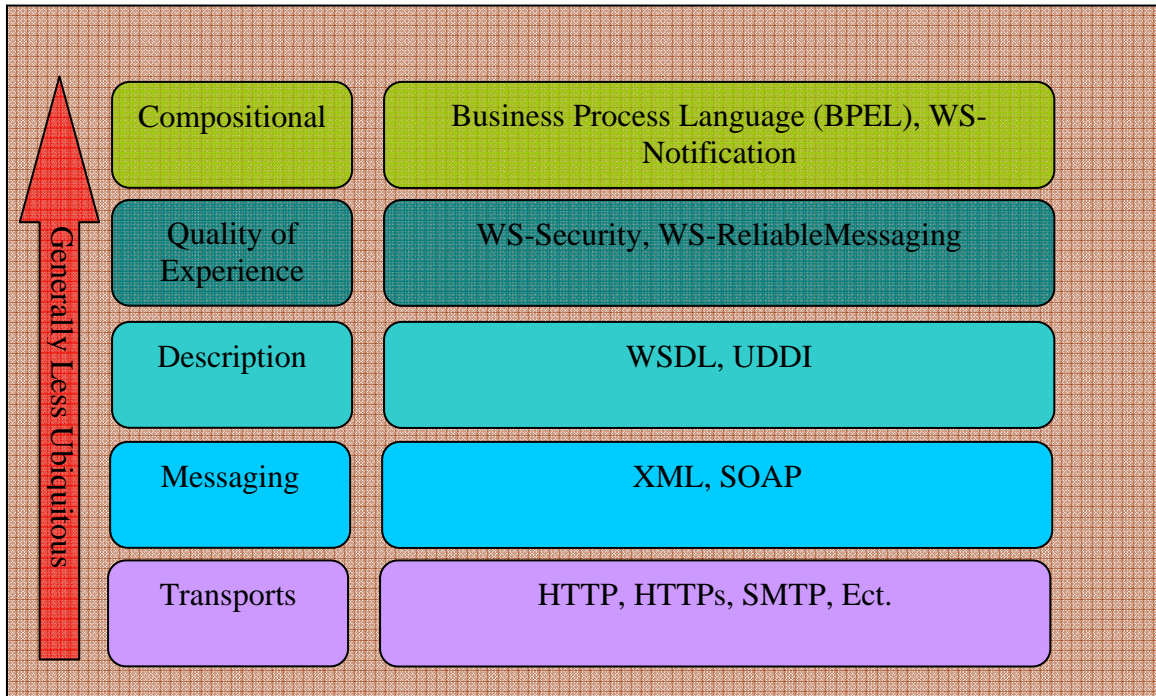 Compositional
Business Process Language (BPEL), WS-
Notification
Quality of
Experience
WS-Security, WS-ReliableMessaging
Description
WSDL, UDDI
Messaging
XML, SOAP
Transports
HTTP, HTTPs, SMTP, Ect.
Generally Less Ubiquitous